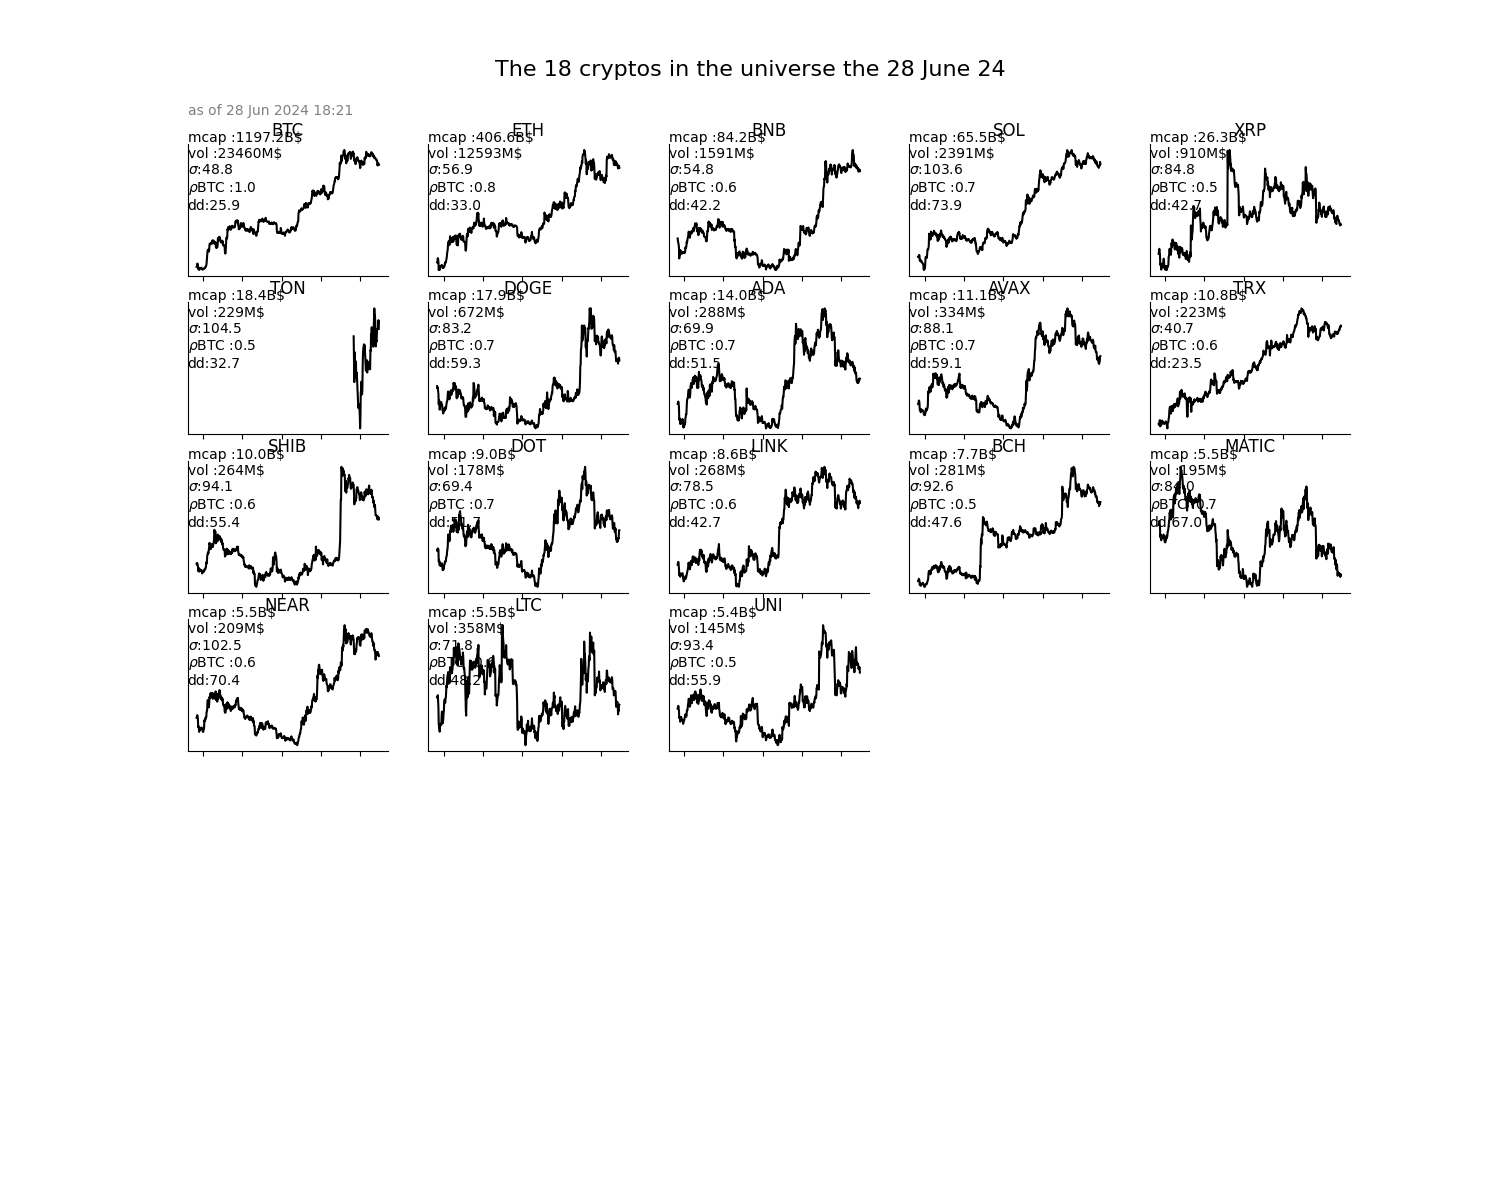 The 18 cryptos in the universe the 28 June 24
as of 28 Jun 2024 18:21
BTC
mcap :1197.2B$
vol :23460M$
σ:48.8
ρBTC :1.0
dd:25.9
ETH
mcap :406.6B$
vol :12593M$
σ:56.9
ρBTC :0.8
dd:33.0
BNB
mcap :84.2B$
vol :1591M$
σ:54.8
ρBTC :0.6
dd:42.2
SOL
mcap :65.5B$
vol :2391M$
σ:103.6
ρBTC :0.7
dd:73.9
XRP
mcap :26.3B$
vol :910M$
σ:84.8
ρBTC :0.5
dd:42.7
TON
mcap :18.4B$
vol :229M$
σ:104.5
ρBTC :0.5
dd:32.7
DOGE
mcap :17.9B$
vol :672M$
σ:83.2
ρBTC :0.7
dd:59.3
ADA
mcap :14.0B$
vol :288M$
σ:69.9
ρBTC :0.7
dd:51.5
AVAX
mcap :11.1B$
vol :334M$
σ:88.1
ρBTC :0.7
dd:59.1
TRX
mcap :10.8B$
vol :223M$
σ:40.7
ρBTC :0.6
dd:23.5
SHIB
mcap :10.0B$
vol :264M$
σ:94.1
ρBTC :0.6
dd:55.4
DOT
mcap :9.0B$
vol :178M$
σ:69.4
ρBTC :0.7
LINK
mcap :8.6B$
vol :268M$
σ:78.5
ρBTC :0.6
dd:42.7
BCH
mcap :7.7B$
vol :281M$
σ:92.6
ρBTC :0.5
dd:47.6
MATIC
mcap :5.5B$
vol :195M$
ρBTC :0.7
dd:67.0
NEAR
mcap :5.5B$
vol :209M$
σ:102.5
ρBTC :0.6
dd:70.4
LTC
mcap :5.5B$
vol :358M$
σ:71.8
dd:48.2
UNI
mcap :5.4B$
vol :145M$
σ:93.4
ρBTC :0.5
dd:55.9